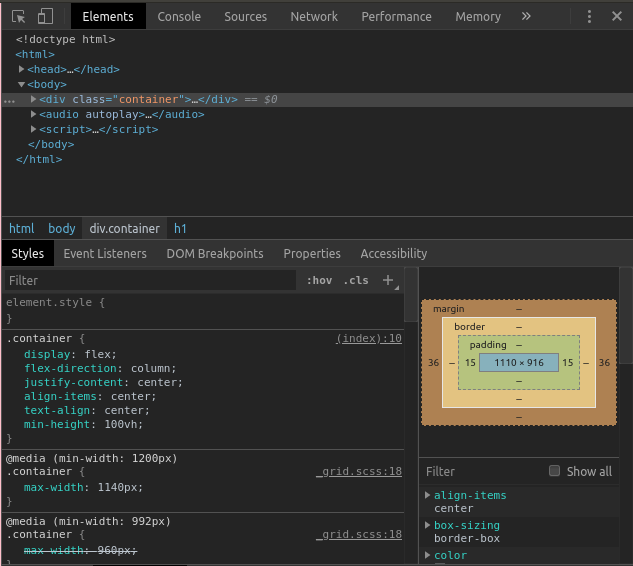 Elements Console Sources Network Performance Memory »
<!doctype html>
<html>
<head>…</head>
<body>
… <div class="container">…</div> == $0
<audio autoplay>…</audio>
<script>…</script>
</body>
</html>
html body div.container h1
Styles Event Listeners DOM Breakpoints Properties Accessibility
Filter :hov .cls +
element.style {
}
.container { (index):10
display: flex;
flex-direction: column;
justify-content: center;
align-items: center;
text-align: center;
min-height: 100vh;
}
@media (min-width: 1200px)
.container { _grid.scss:18
max-width: 1140px;
}
@media (min-width: 992px)
.container { _grid.scss:18
max-width: 960px;
margin –
border –
padding –
36 – 15 1110 × 916 15 – 36
–
–
–
Filter Show all
align-items
center
box-sizing
border-box
color